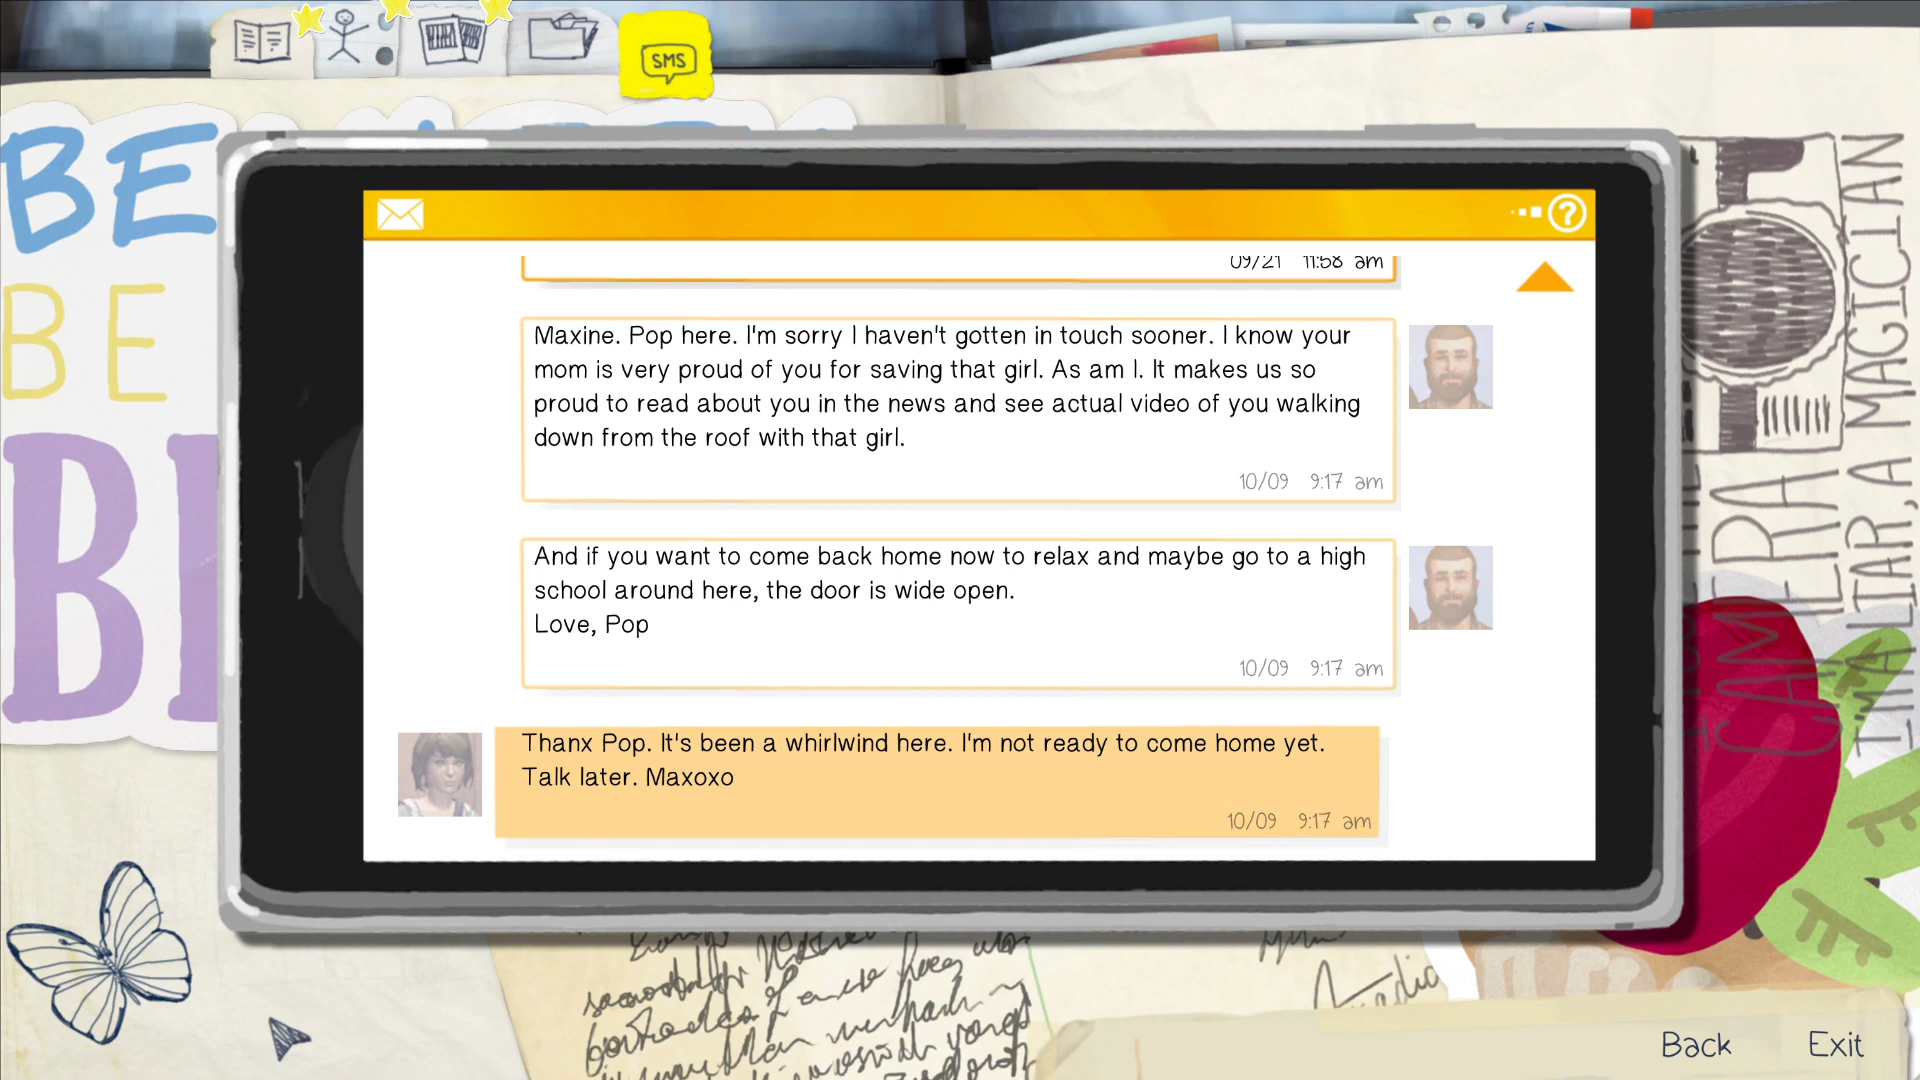 SMS
BE
BE
09/21 11:58 am
Maxine. Pop here. I'm sorry I haven't gotten in touch sooner. I know your
mom is very proud of you for saving that girl. As am I. It makes us so
proud to read about you in the news and see actual video of you walking
down from the roof with that girl.
10/09 9:17 am
And if you want to come back home now to relax and maybe go to a high
school around here, the door is wide open.
Love, Pop
10/09 9:17 am
Thanx Pop. It's been a whirlwind here. I'm not ready to come home yet.
Talk later. Maxoxo
10/09 9:17 am
CAMERA
I'M A LIAR, A MAGICIAN
Back Exit